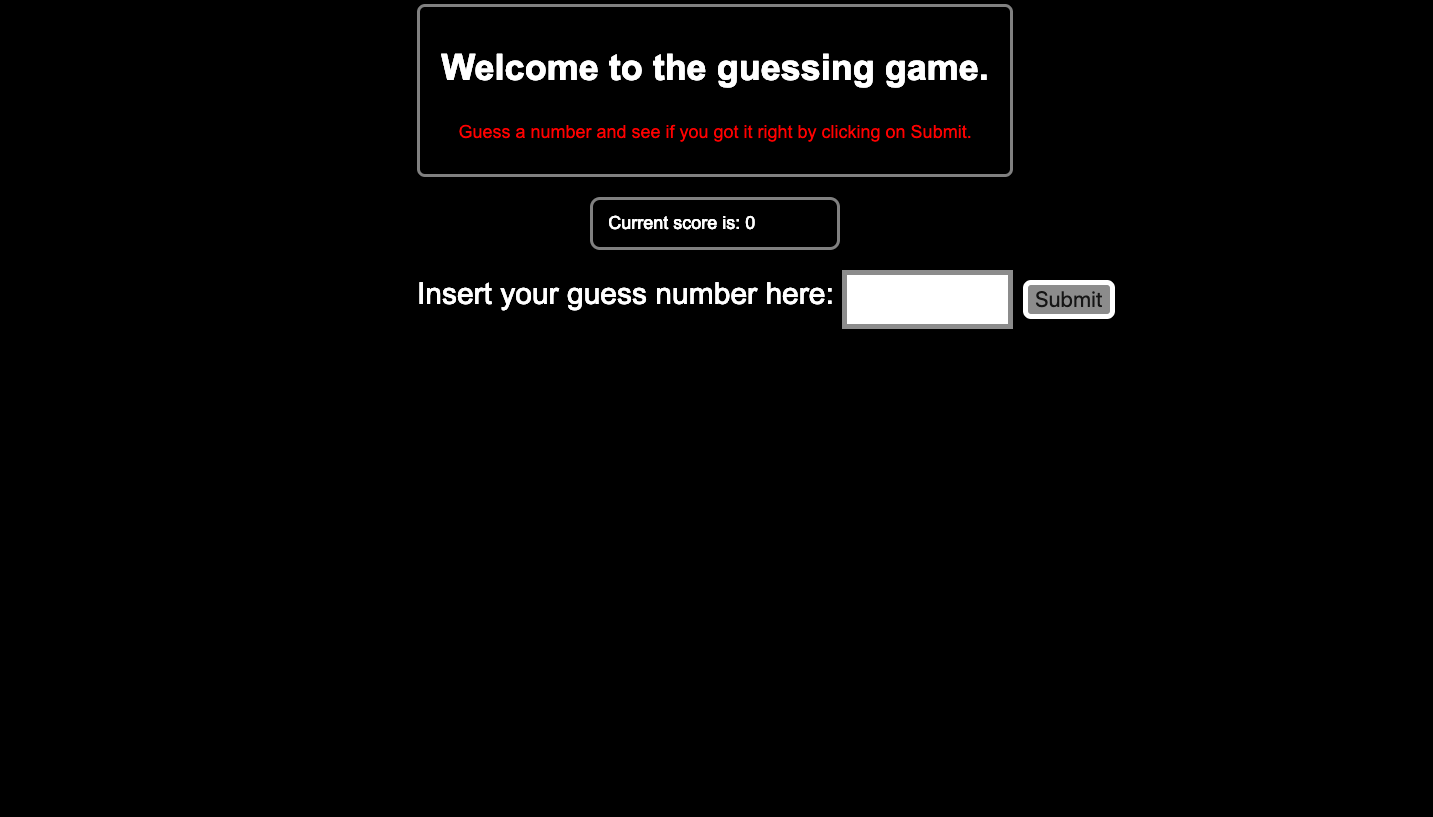 Welcome to the guessing game.
Guess a number and see if you got it right by clicking on Submit.
Current score is: 0
Insert your guess number here: Submit